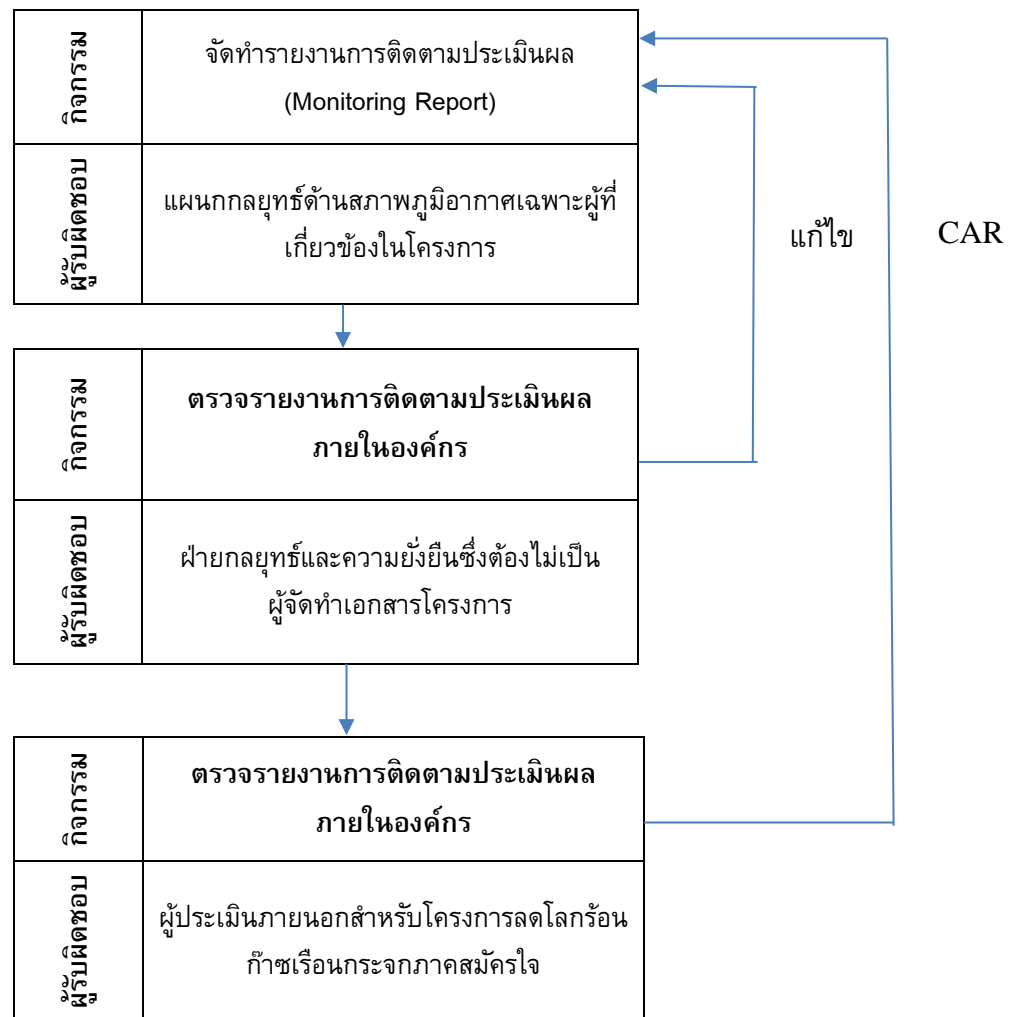 กิจกรรม
จัดทำรายงานการติดตามประเมินผล
(Monitoring Report)
ผู้รับผิดชอบ
แผนกกลยุทธ์ด้านสภาพภูมิอากาศเฉพาะผู้ที่
เกี่ยวข้องในโครงการ
แก้ไข
CAR
กิจกรรม
ตรวจรายงานการติดตามประเมินผล
ภายในองค์กร
ผู้รับผิดชอบ
ฝ่ายกลยุทธ์และความยั่งยืนซึ่งต้องไม่เป็น
ผู้จัดทำเอกสารโครงการ
กิจกรรม
ตรวจรายงานการติดตามประเมินผล
ภายในองค์กร
ผู้รับผิดชอบ
ผู้ประเมินภายนอกสำหรับโครงการลดโลกร้อน
ก๊าซเรือนกระจกภาคสมัครใจ